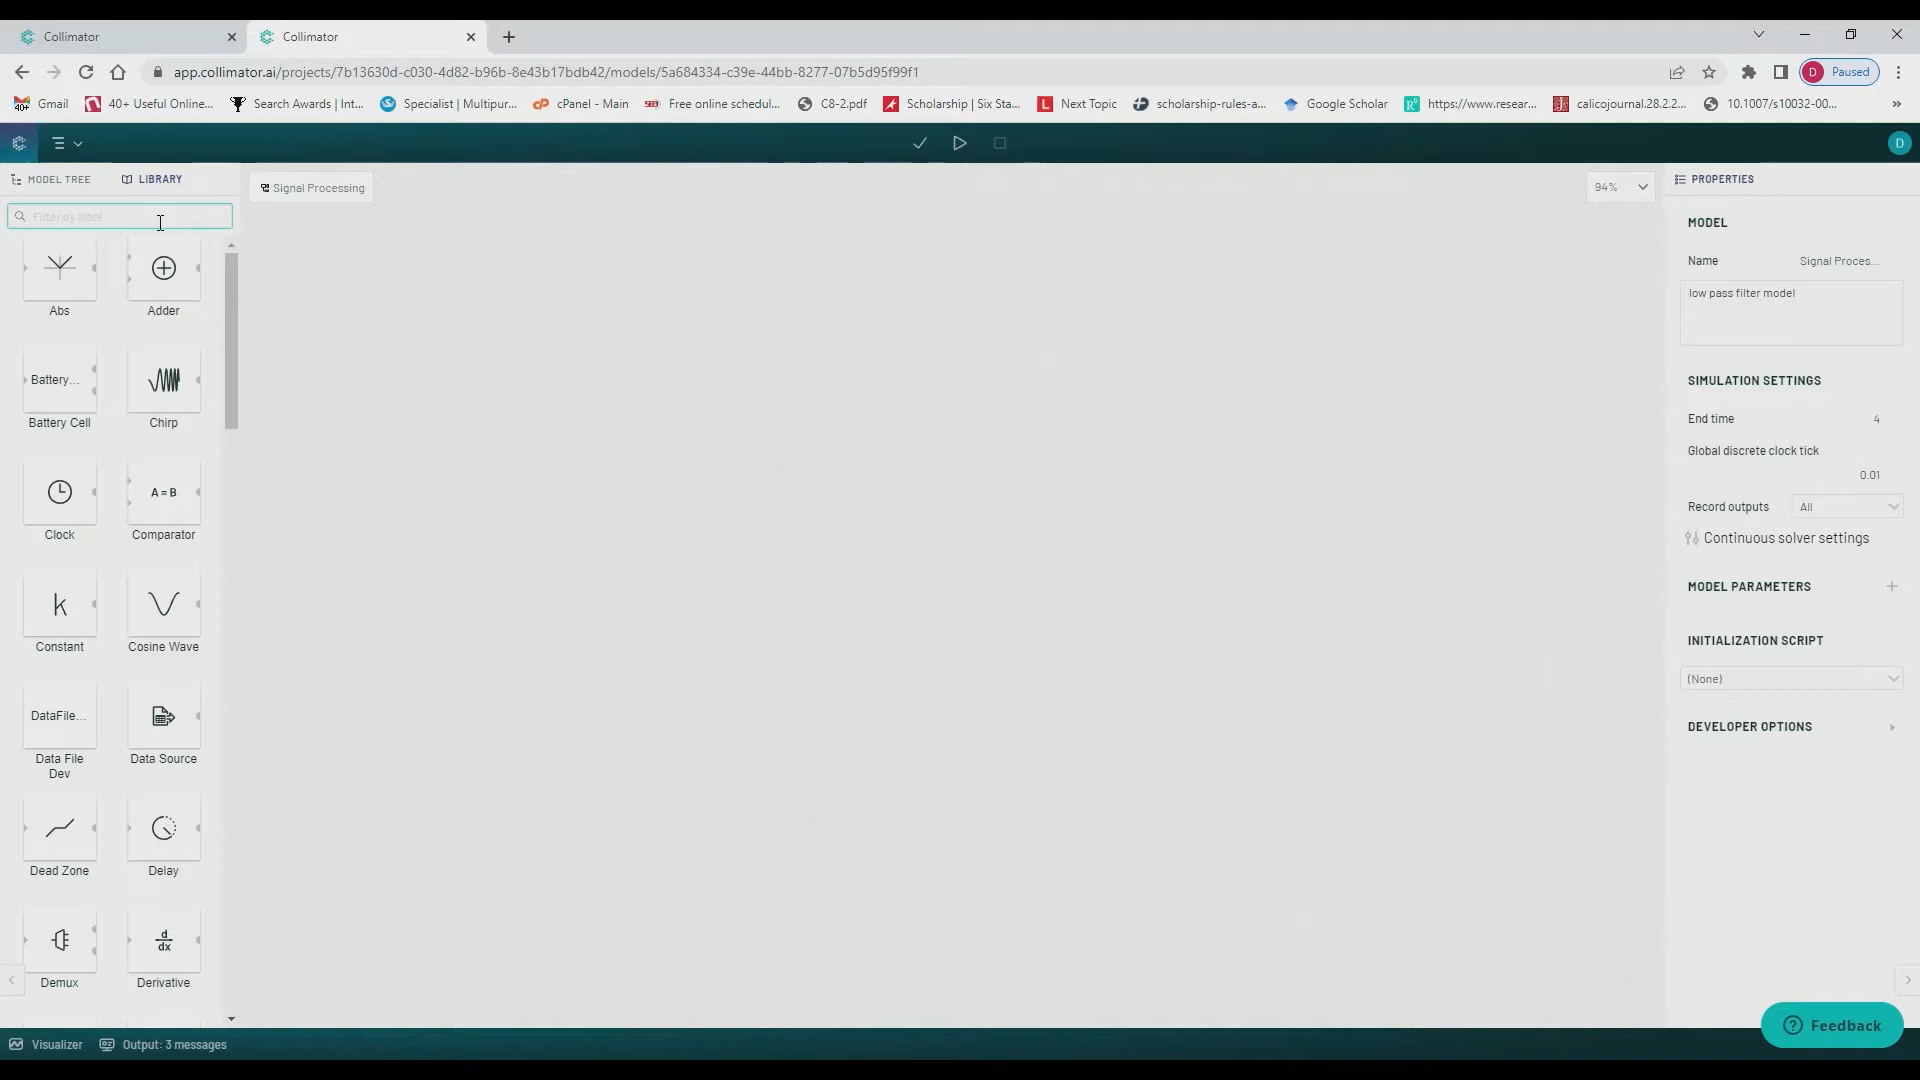 Collimator
Collimator
app.collimator.ai/projects/7b13630d-c030-4d82-b96b-8e43b17bdb42/models/5a684334-c39e-44bb-8277-07b5d95f99f1
D Paused
40+ Gmail
40+ Useful Online...
Search Awards | Int...
Specialist | Multipur...
cPanel - Main
Free online schedul...
C8-2.pdf
Scholarship | Six Sta...
Next Topic
scholarship-rules-a...
Google Scholar
https://www.resear...
calicojournal.28.2.2...
10.1007/s10032-00...
D
MODEL TREE
LIBRARY
Signal Processing
94%
PROPERTIES
Filter by label
Abs
Adder
Battery...
Battery Cell
Chirp
Clock
A = B
Comparator
k
Constant
Cosine Wave
DataFile...
Data File
Dev
Data Source
Dead Zone
Delay
Demux
d
dx
Derivative
MODEL
Name Signal Proces...
low pass filter model
SIMULATION SETTINGS
End time 4
Global discrete clock tick
0.01
Record outputs All
Continuous solver settings
MODEL PARAMETERS
INITIALIZATION SCRIPT
(None)
DEVELOPER OPTIONS
Feedback
Visualizer
Output: 3 messages